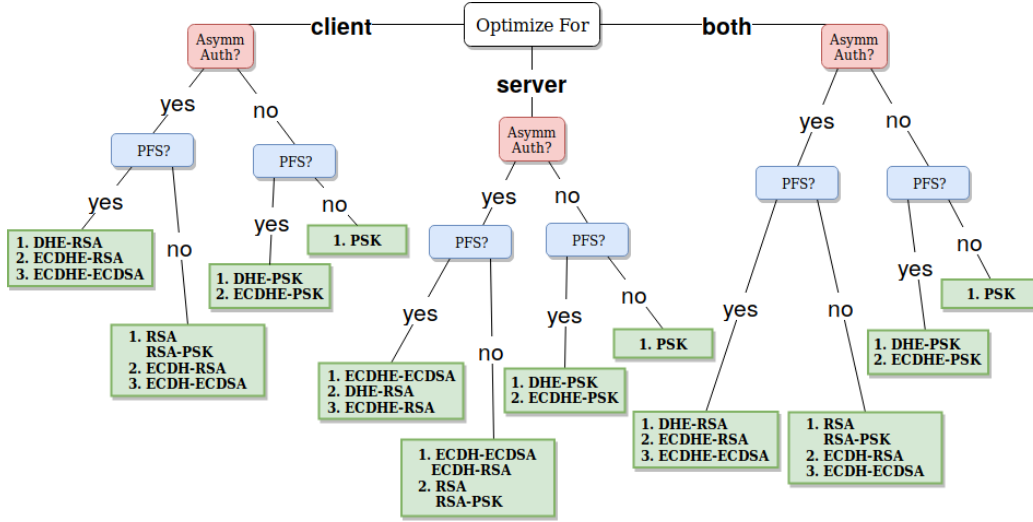 Optimize For
client
server
both
Asymm
Auth?
yes
no
PFS?
yes
no
1. DHE-RSA
2. ECDHE-RSA
3. ECDHE-ECDSA
1. RSA
RSA-PSK
2. ECDH-RSA
3. ECDH-ECDSA
PFS?
yes
no
1. DHE-PSK
2. ECDHE-PSK
1. PSK
Asymm
Auth?
yes
no
PFS?
yes
no
1. ECDHE-ECDSA
2. DHE-RSA
3. ECDHE-RSA
1. ECDH-ECDSA
ECDH-RSA
2. RSA
RSA-PSK
PFS?
yes
no
1. DHE-PSK
2. ECDHE-PSK
1. PSK
Asymm
Auth?
yes
no
PFS?
yes
no
1. DHE-RSA
2. ECDHE-RSA
3. ECDHE-ECDSA
1. RSA
RSA-PSK
2. ECDH-RSA
3. ECDH-ECDSA
PFS?
yes
no
1. DHE-PSK
2. ECDHE-PSK
1. PSK